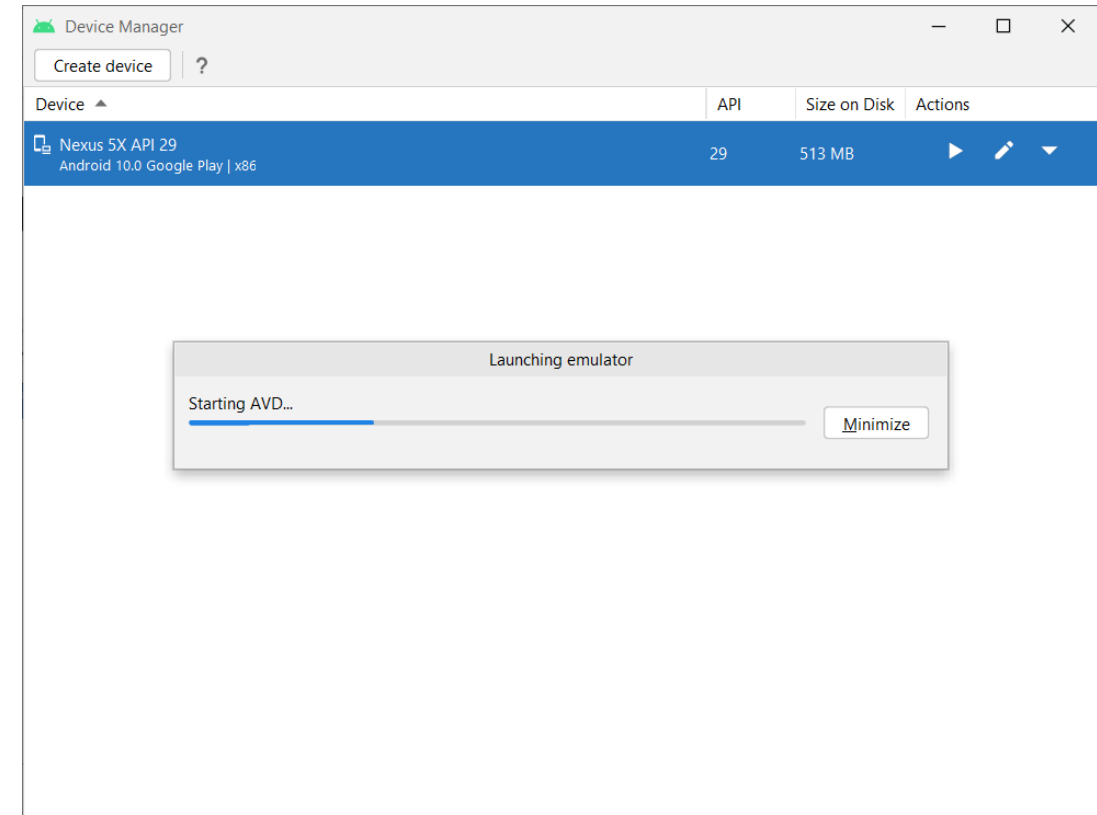 Device Manager
Create device ?
Device API Size on Disk Actions
Nexus 5X API 29
Android 10.0 Google Play | x86
29 513 MB
Launching emulator
Starting AVD...
Minimize